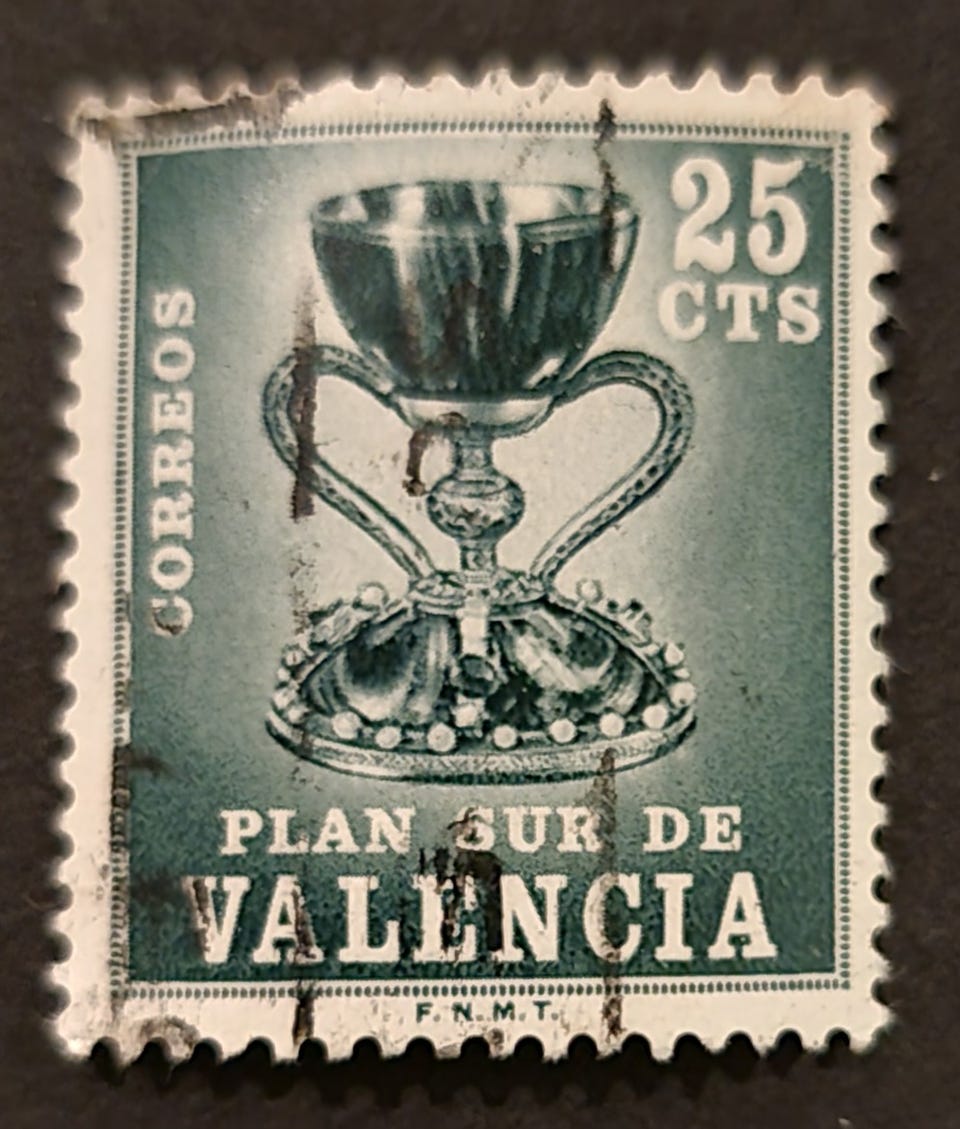 25
CTS
CORREOS
PLAN SUR DE
VALENCIA
F. N. M. T.